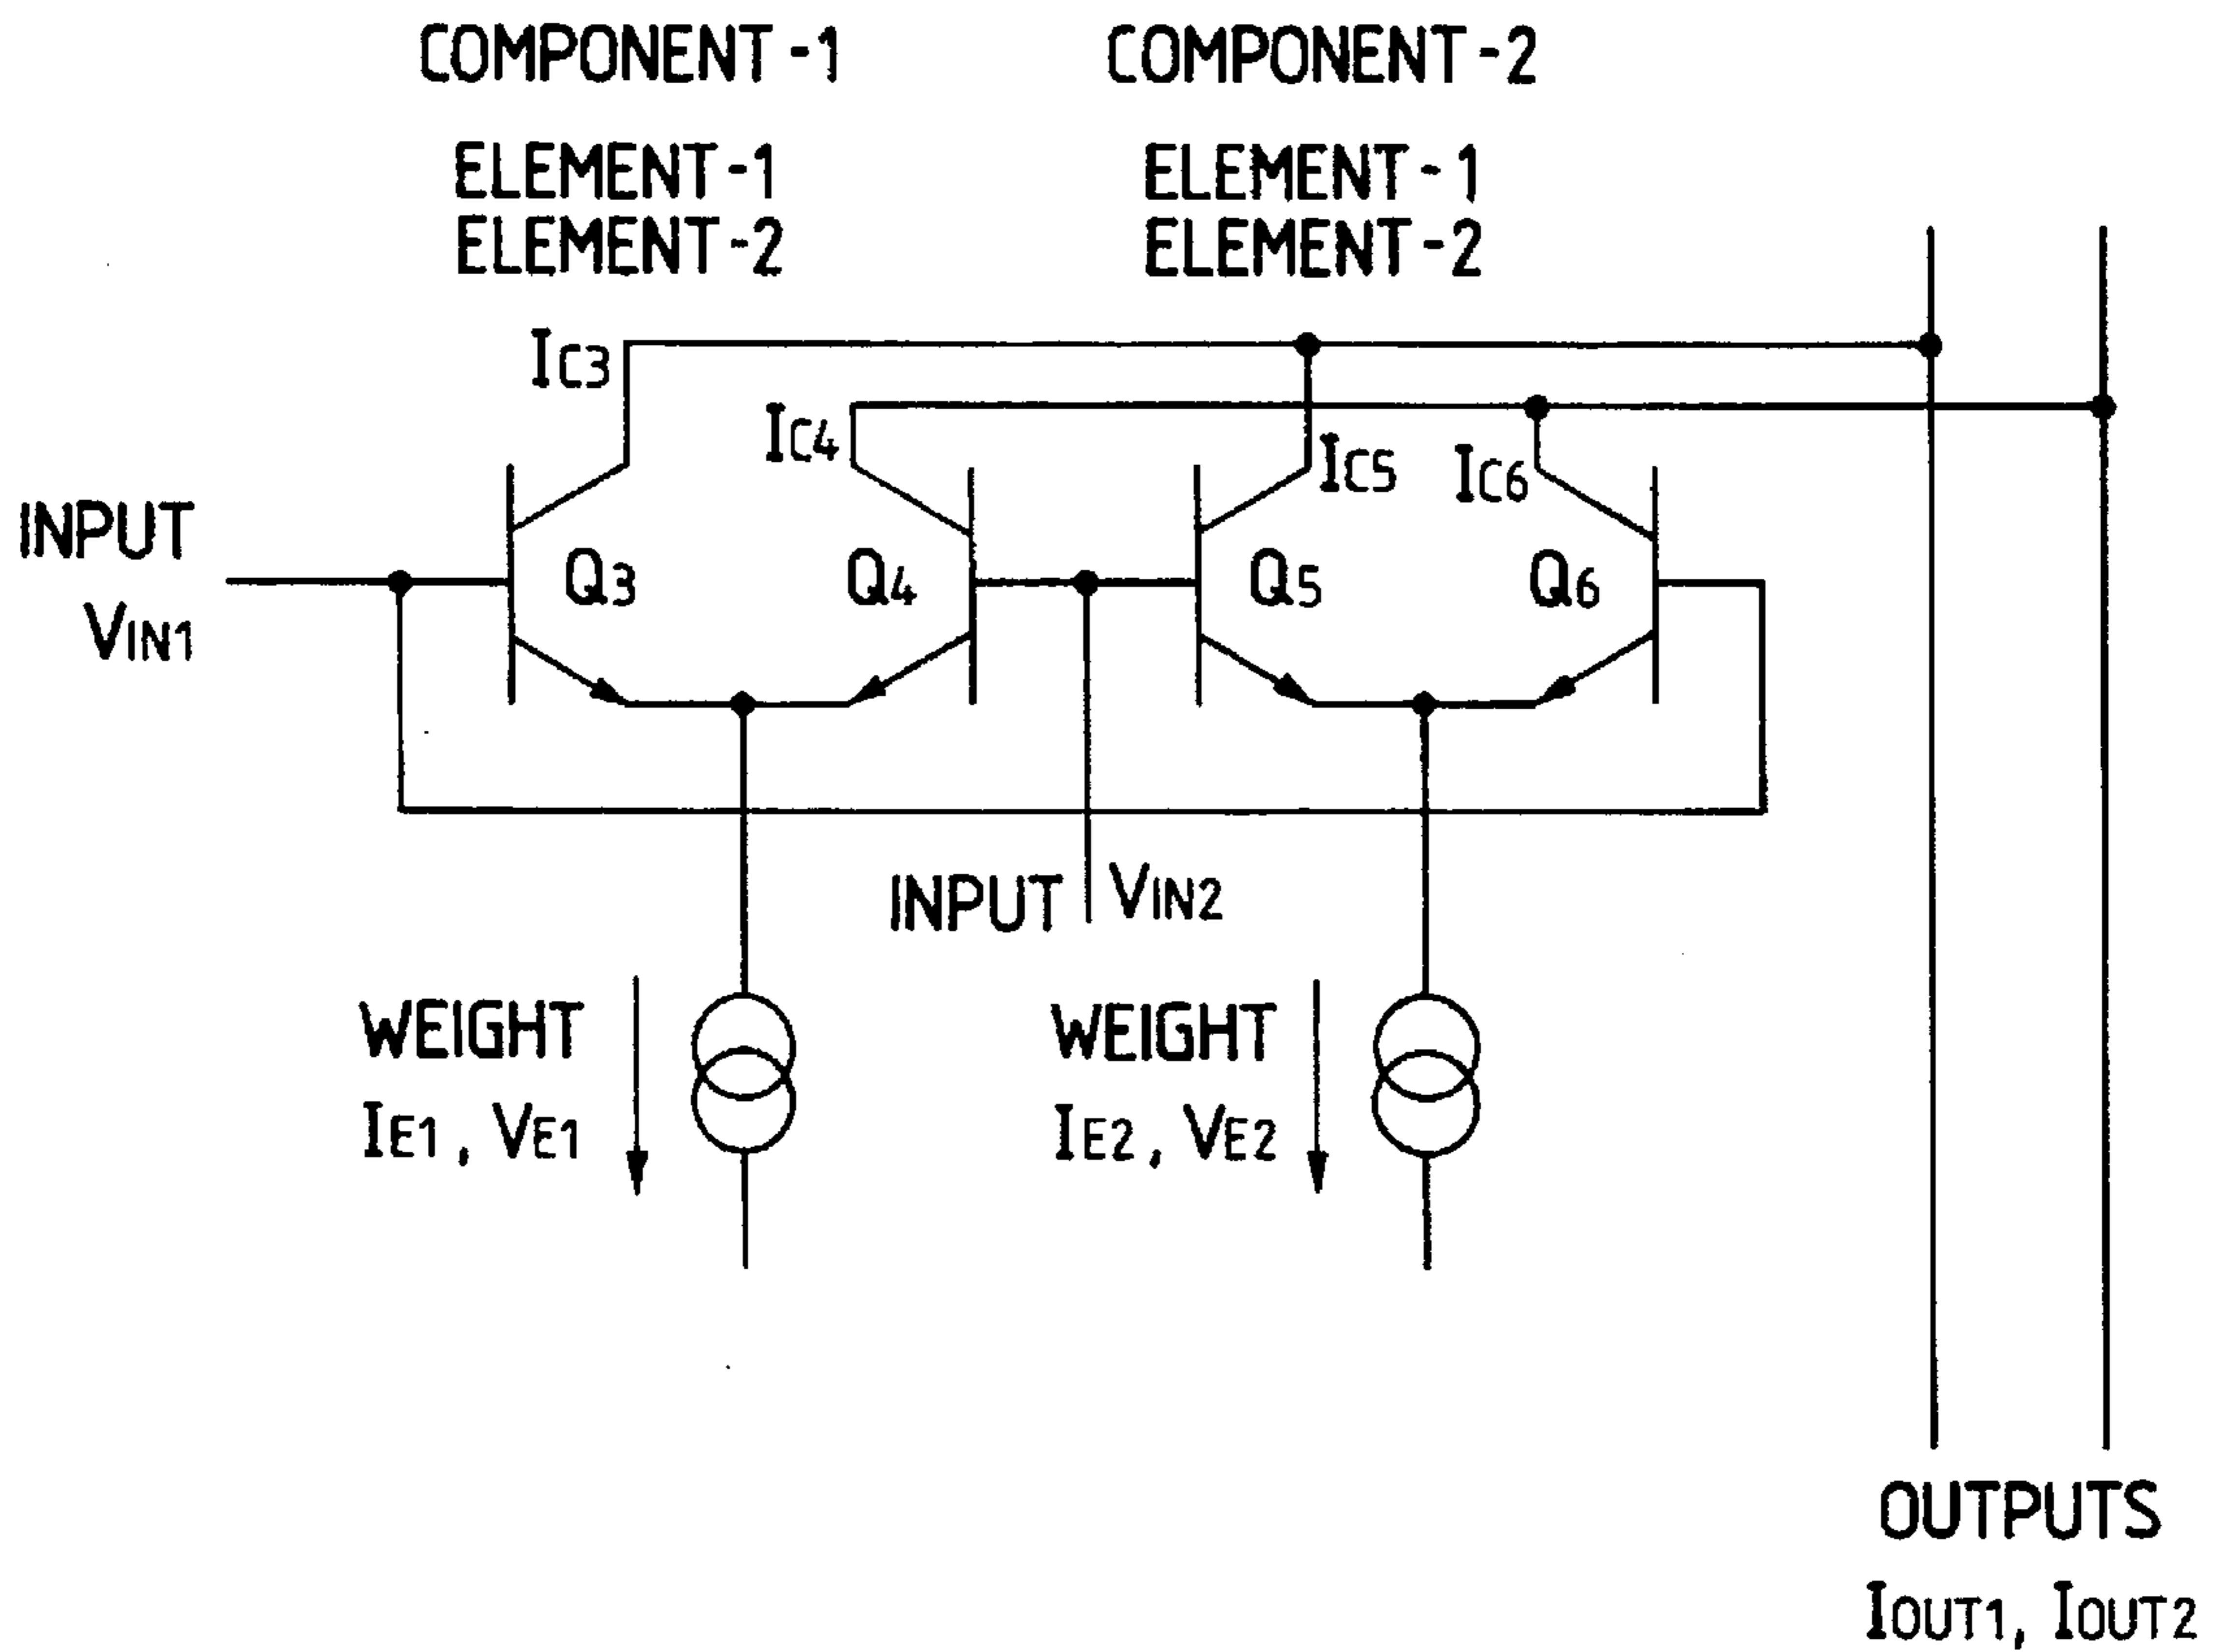 COMPONENT-1
COMPONENT-2
ELEMENT-1
ELEMENT-2
ELEMENT-1
ELEMENT-2
IC3
IC4
IC5
IC6
INPUT
VIN1
Q3
Q4
Q5
Q6
INPUT VIN2
WEIGHT
IE1, VE1
WEIGHT
IE2, VE2
OUTPUTS
IOUT1, IOUT2